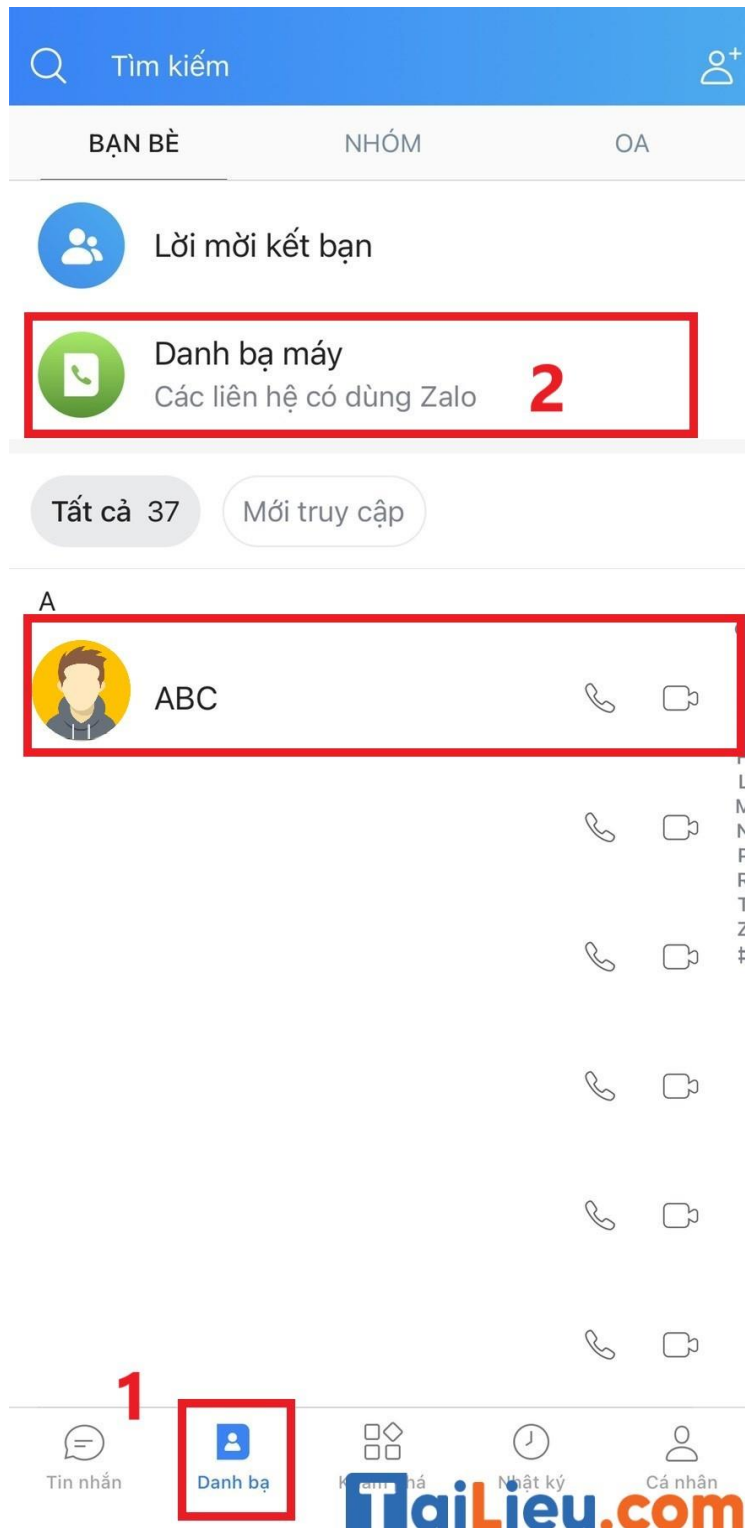 Tìm kiếm
BẠN BÈ NHÓM OA
Lời mời kết bạn
Danh bạ máy
Các liên hệ có dùng Zalo 2
Tất cả 37 Mới truy cập
A
ABC
L
M
N
P
R
T
Z
#
1
Tin nhắn Danh bạ Nhật ký Cá nhân
TaiLieu.com